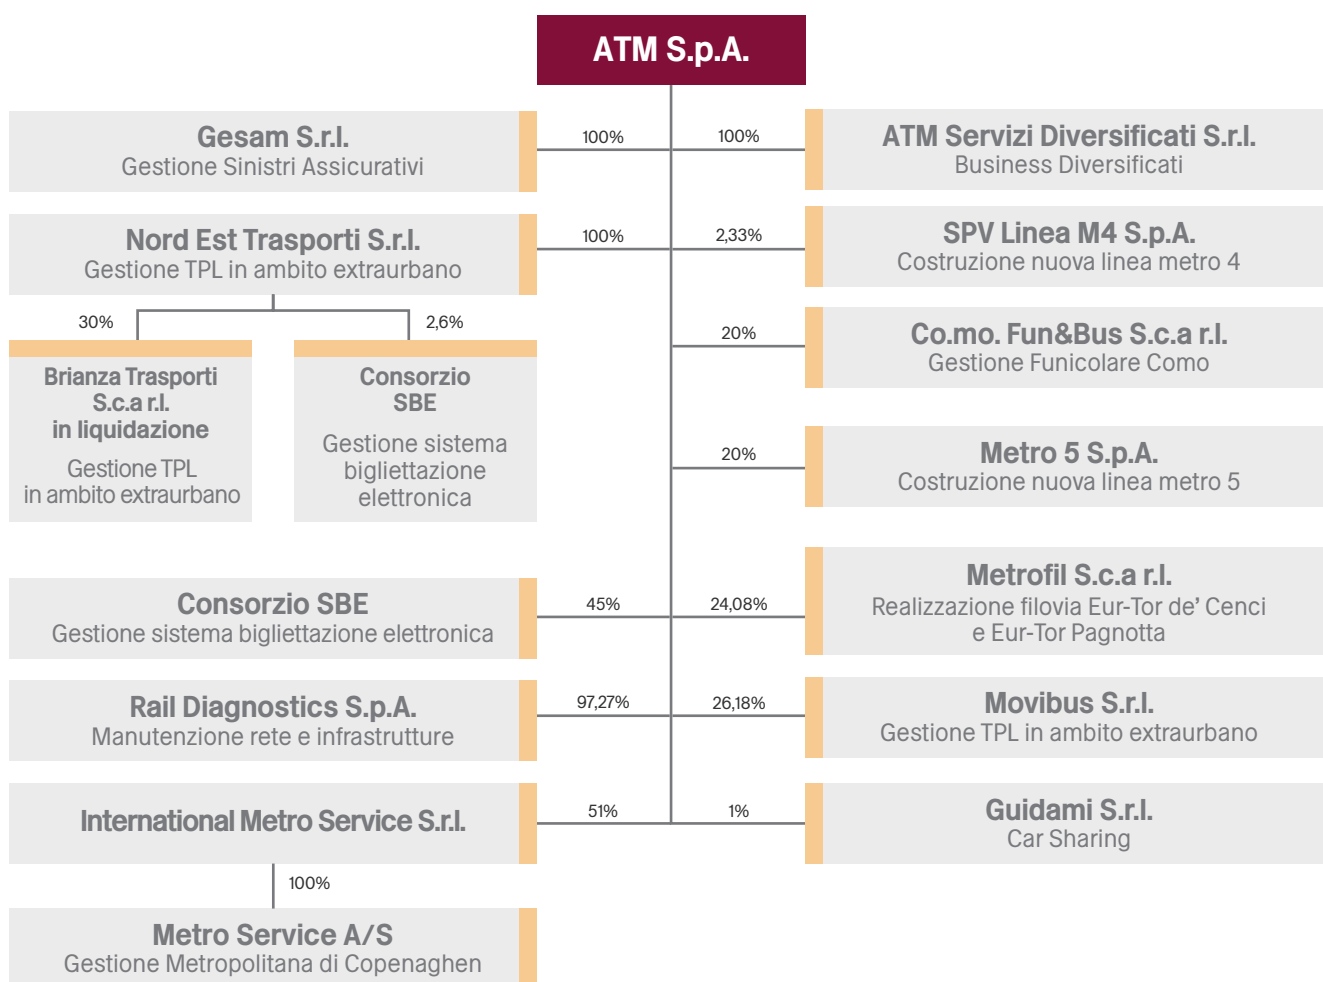 ATM S.p.A.
Gesam S.r.l.
Gestione Sinistri Assicurativi
100%
100%
ATM Servizi Diversificati S.r.l.
Business Diversificati
Nord Est Trasporti S.r.l.
Gestione TPL in ambito extraurbano
100%
2,33%
SPV Linea M4 S.p.A.
Costruzione nuova linea metro 4
30%
2,6%
Brianza Trasporti
S.c.a r.l.
in liquidazione
Gestione TPL
in ambito extraurbano
Consorzio
SBE
Gestione sistema
bigliettazione
elettronica
20%
Co.mo. Fun&Bus S.c.a r.l.
Gestione Funicolare Como
20%
Metro 5 S.p.A.
Costruzione nuova linea metro 5
Consorzio SBE
Gestione sistema bigliettazione elettronica
45%
24,08%
Metrofil S.c.a r.l.
Realizzazione filovia Eur-Tor de’ Cenci
e Eur-Tor Pagnotta
Rail Diagnostics S.p.A.
Manutenzione rete e infrastrutture
97,27%
26,18%
Movibus S.r.l.
Gestione TPL in ambito extraurbano
International Metro Service S.r.l.
51%
1%
Guidami S.r.l.
Car Sharing
100%
Metro Service A/S
Gestione Metropolitana di Copenaghen